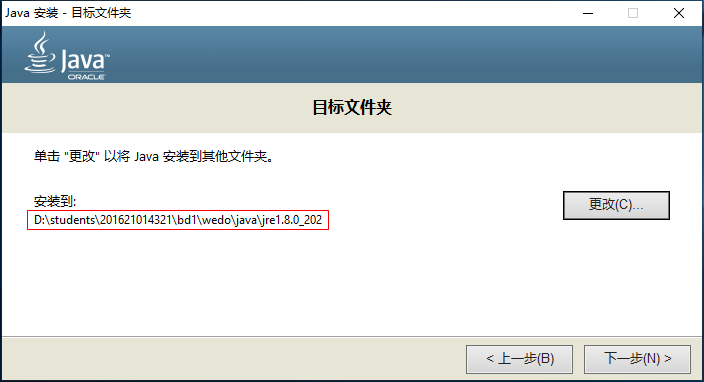 Java 安装 - 目标文件夹
Java™
ORACLE
目标文件夹
单击 "更改" 以将 Java 安装到其他文件夹。
安装到:
更改(C)...
D:\students\201621014321\bd1\wedo\java\jre1.8.0_202
< 上一步(B)
下一步(N) >